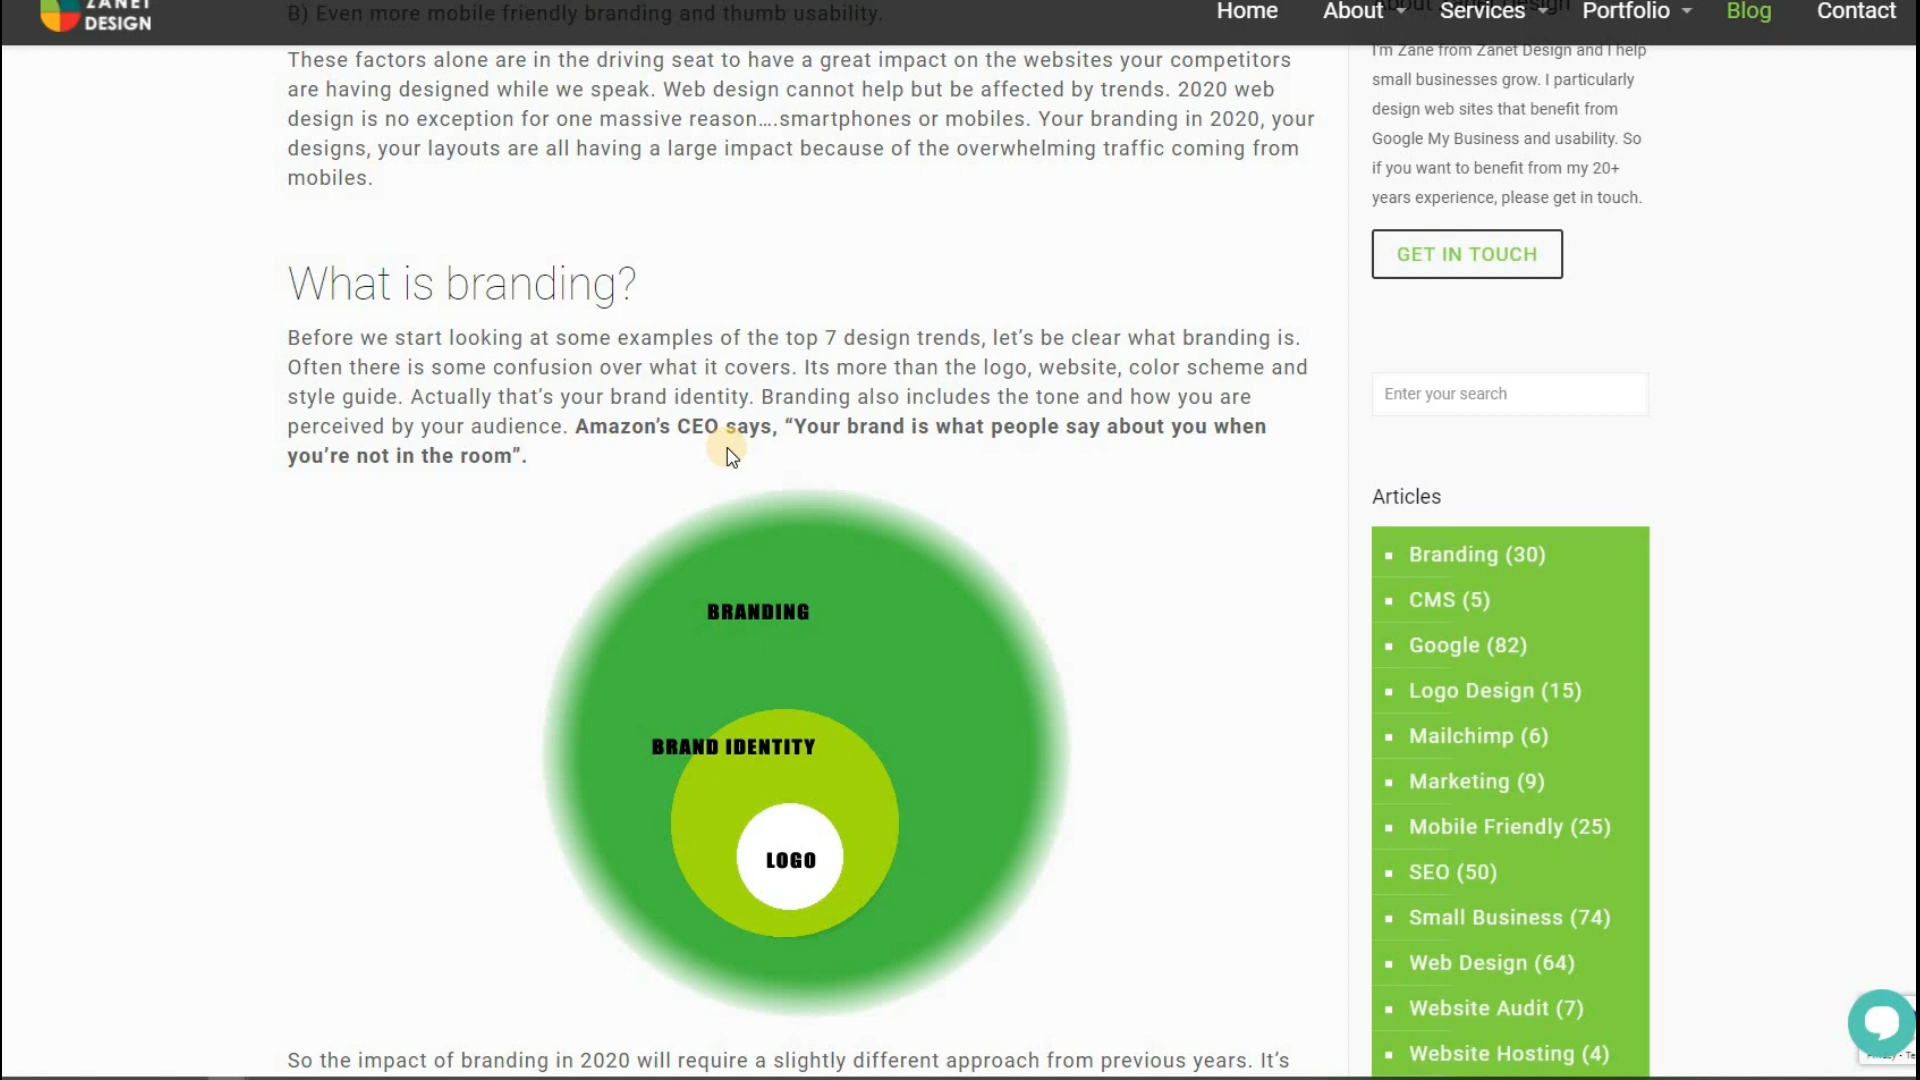 ZANET
DESIGN
Home
About
Services
Portfolio
Blog
Contact
B) Even more mobile friendly branding and thumb usability.
These factors alone are in the driving seat to have a great impact on the websites your competitors
are having designed while we speak. Web design cannot help but be affected by trends. 2020 web
design is no exception for one massive reason….smartphones or mobiles. Your branding in 2020, your
designs, your layouts are all having a large impact because of the overwhelming traffic coming from
mobiles.
What is branding?
Before we start looking at some examples of the top 7 design trends, let’s be clear what branding is.
Often there is some confusion over what it covers. Its more than the logo, website, color scheme and
style guide. Actually that’s your brand identity. Branding also includes the tone and how you are
perceived by your audience. Amazon’s CEO says, “Your brand is what people say about you when
you’re not in the room”.
BRANDING
BRAND IDENTITY
LOGO
So the impact of branding in 2020 will require a slightly different approach from previous years. It’s
About Zanet Design
I'm Zane from Zanet Design and I help
small businesses grow. I particularly
design web sites that benefit from
Google My Business and usability. So
if you want to benefit from my 20+
years experience, please get in touch.
GET IN TOUCH
Enter your search
Articles
Branding (30)
CMS (5)
Google (82)
Logo Design (15)
Mailchimp (6)
Marketing (9)
Mobile Friendly (25)
SEO (50)
Small Business (74)
Web Design (64)
Website Audit (7)
Website Hosting (4)